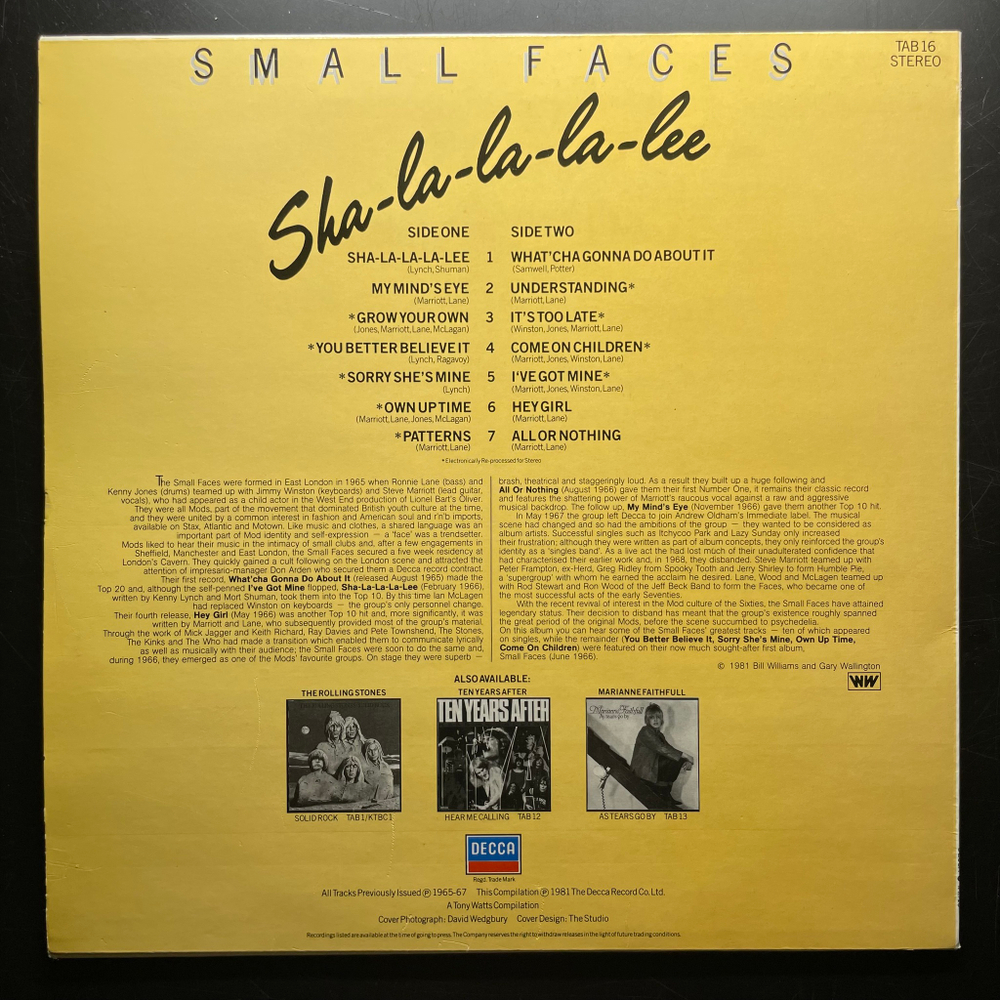 SMALL FACES
TAB 16
STEREO
Sha-la-la-la-lee
SIDE ONE
SHA-LA-LA-LA-LEE 1
(Lynch, Shuman)
MY MIND'S EYE 2
(Marriott, Lane)
*GROW YOUR OWN 3
(Jones, Marriott, Lane, McLagan)
*YOU BETTER BELIEVE IT 4
(Lynch, Ragavoy)
*SORRY SHE'S MINE 5
(Lynch)
*OWN UP TIME 6
(Marriott, Lane, Jones, McLagan)
*PATTERNS 7
(Marriott, Lane)
SIDE TWO
WHAT'CHA GONNA DO ABOUT IT
(Samwell, Potter)
UNDERSTANDING*
(Marriott, Lane)
IT'S TOO LATE*
(Winston, Jones, Marriott, Lane)
COME ON CHILDREN*
(Marriott, Jones, Winston, Lane)
I'VE GOT MINE*
(Marriott, Jones, Winston, Lane)
HEY GIRL
(Marriott, Lane)
ALL OR NOTHING
(Marriott, Lane)
*Electronically Re-processed for Stereo
The Small Faces were formed in East London in 1965 when Ronnie Lane (bass) and
Kenny Jones (drums) teamed up with Jimmy Winston (keyboards) and Steve Marriott (lead guitar,
vocals), who had appeared as a child actor in the West End production of Lionel Bart's Oliver.
They were all Mods, part of the movement that dominated British youth culture at the time,
and they were united by a common interest in fashion and American soul and r'n'b imports,
available on Stax, Atlantic and Motown. Like music and clothes, a shared language was an
important part of Mod identity and self-expression — a 'face' was a trendsetter.
Mods liked to hear their music in the intimacy of small clubs and, after a few engagements in
Sheffield, Manchester and East London, the Small Faces secured a five week residency at
London's Cavern. They quickly gained a cult following on the London scene and attracted the
attention of impresario-manager Don Arden who secured them a Decca record contract.
Their first record, What'cha Gonna Do About It (released August 1965) made the
Top 20 and, although the self-penned I've Got Mine flopped, Sha-La-La-Lee (February 1966),
written by Kenny Lynch and Mort Shuman, took them into the Top 10. By this time Ian McLagen
had replaced Winston on keyboards — the group's only personnel change.
Their fourth release, Hey Girl (May 1966) was another Top 10 hit and, more significantly, it was
written by Marriott and Lane, who subsequently provided most of the group's material.
Through the work of Mick Jagger and Keith Richard, Ray Davies and Pete Townshend, The Stones,
The Kinks and The Who had made a transition which enabled them to communicate lyrically
as well as musically with their audience; the Small Faces were soon to do the same and,
during 1966, they emerged as one of the Mods' favourite groups. On stage they were superb —
brash, theatrical and staggeringly loud. As a result they built up a huge following and
All Or Nothing (August 1966) gave them their first Number One, it remains their classic record
and features the shattering power of Marriott's raucous vocal against a raw and aggressive
musical backdrop. The follow up, My Mind's Eye (November 1966) gave them another Top 10 hit.
In May 1967 the group left Decca to join Andrew Oldham's Immediate label. The musical
scene had changed and so had the ambitions of the group — they wanted to be considered as
album artists. Successful singles such as Itchycoo Park and Lazy Sunday only increased
their frustration; although they were written as part of album concepts, they only reinforced the group's
identity as a 'singles band'. As a live act the had lost much of their unadulterated confidence that
had characterised their earlier work and, in 1968, they disbanded. Steve Marriott teamed up with
Peter Frampton, ex-Herd, Greg Ridley from Spooky Tooth and Jerry Shirley to form Humble Pie,
a 'supergroup' with whom he earned the acclaim he desired. Lane, Wood and McLagen teamed up
with Rod Stewart and Ron Wood of the Jeff Beck Band to form the Faces, who became one of
the most successful acts of the early Seventies.
With the recent revival of interest in the Mod culture of the Sixties, the Small Faces have attained
legendary status. Their decision to disband has meant that the group's existence roughly spanned
the great period of the original Mods, before the scene succumbed to psychedelia.
On this album you can hear some of the Small Faces' greatest tracks — ten of which appeared
on singles, while the remainder (You Better Believe It, Sorry She's Mine, Own Up Time,
Come On Children) were featured on their now much sought-after first album,
Small Faces (June 1966).
© 1981 Bill Williams and Gary Wallington
WW
ALSO AVAILABLE:
THE ROLLING STONES
TEN YEARS AFTER
MARIANNE FAITHFULL
TEN YEARS AFTER
Marianne Faithfull
As tears go by
SOLID ROCK TAB 1/KTBC 1
HEAR ME CALLING TAB 12
AS TEARS GO BY TAB 13
DECCA
Regd. Trade Mark
All Tracks Previously Issued ℗ 1965-67 This Compilation ℗ 1981 The Decca Record Co. Ltd.
A Tony Watts Compilation
Cover Photograph: David Wedgbury Cover Design: The Studio
Recordings listed are available at the time of going to press. The Company reserves the right to withdraw releases in the light of future trading conditions.